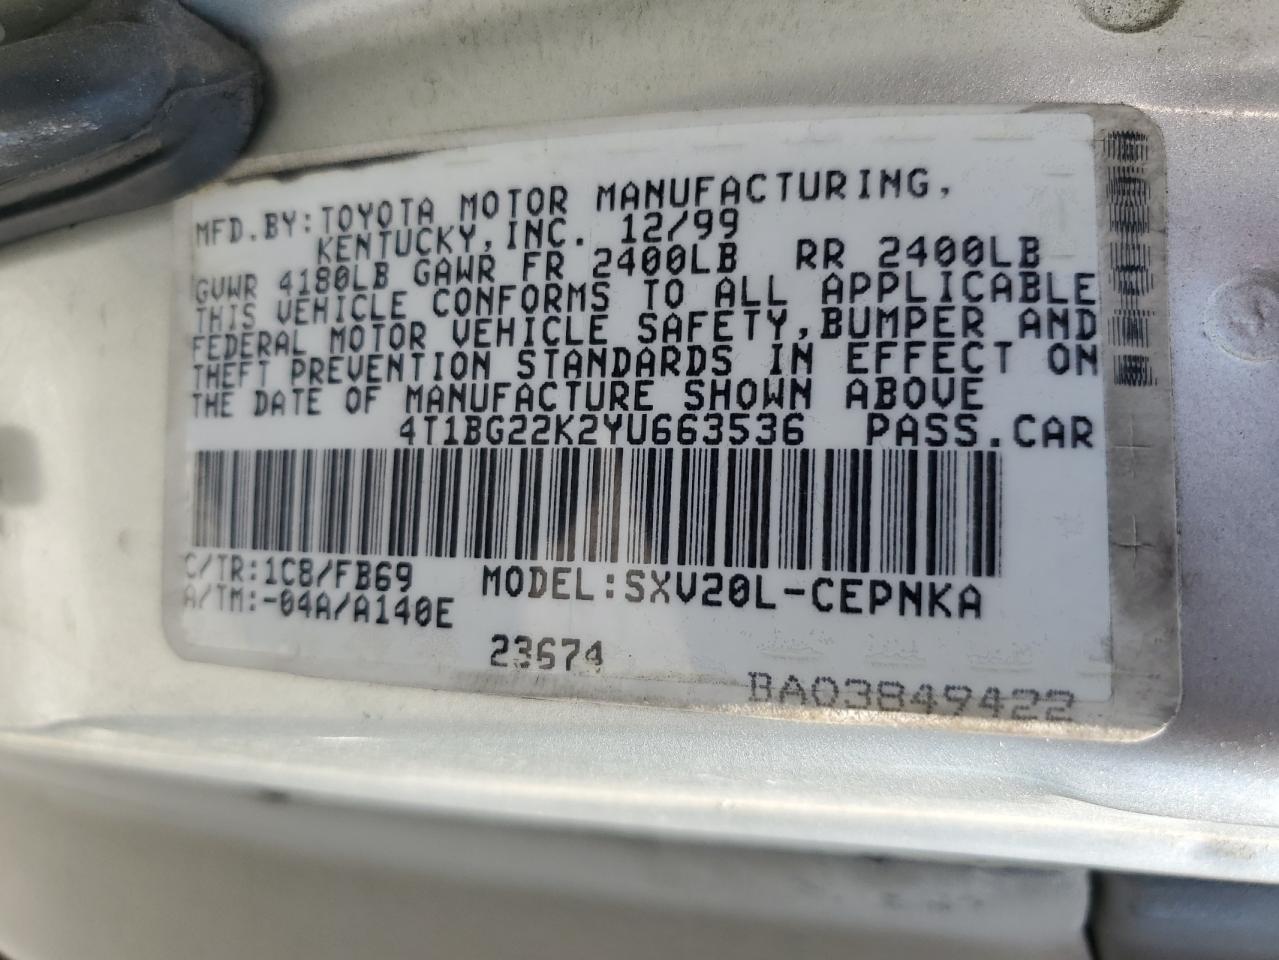 MFD.BY:TOYOTA MOTOR MANUFACTURING,
KENTUCKY,INC. 12/99
GVWR 4180LB GAWR FR 2400LB RR 2400LB
THIS VEHICLE CONFORMS TO ALL APPLICABLE
FEDERAL MOTOR VEHICLE SAFETY,BUMPER AND
THEFT PREVENTION STANDARDS IN EFFECT ON
THE DATE OF MANUFACTURE SHOWN ABOVE
4T1BG22K2YU663536 PASS.CAR
C/TR:1C8/FB69 MODEL:SXV20L-CEPNKA
A/TM:-04A/A140E
23674
BA03849422